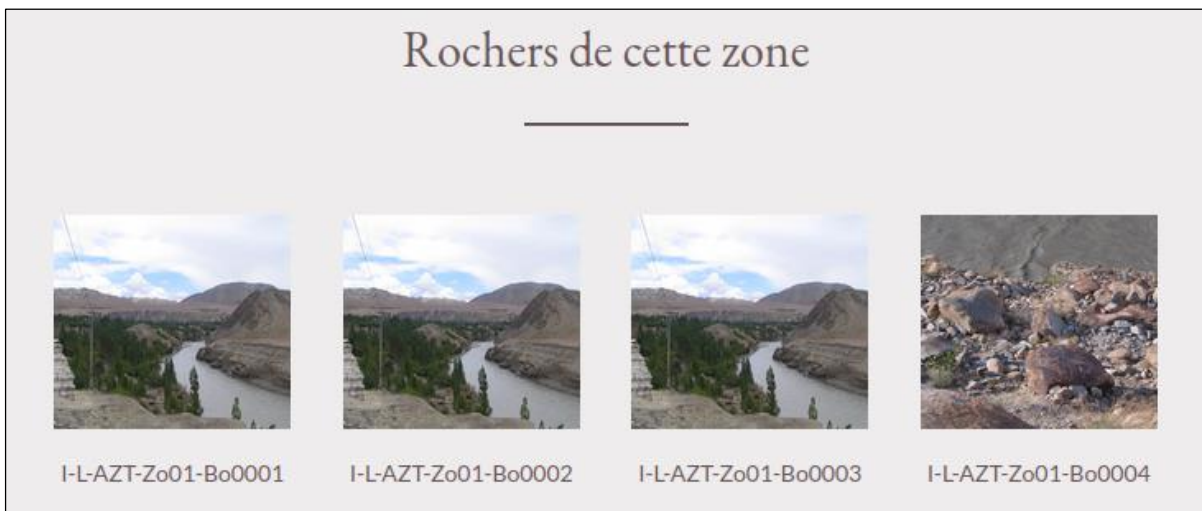 Rochers de cette zone
I-L-AZT-Zo01-Bo0001
I-L-AZT-Zo01-Bo0002
I-L-AZT-Zo01-Bo0003
I-L-AZT-Zo01-Bo0004